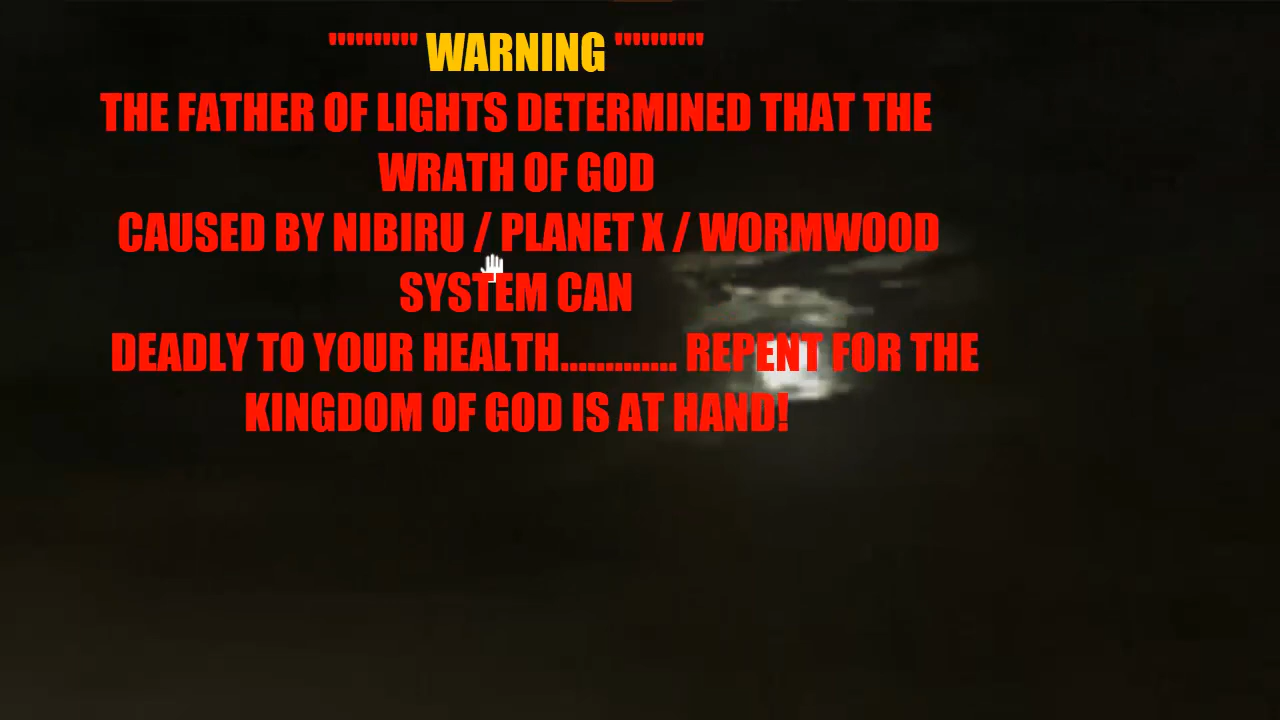 """""" WARNING """"""
THE FATHER OF LIGHTS DETERMINED THAT THE
WRATH OF GOD
CAUSED BY NIBIRU / PLANET X / WORMWOOD
SYSTEM CAN
DEADLY TO YOUR HEALTH............. REPENT FOR THE
KINGDOM OF GOD IS AT HAND!